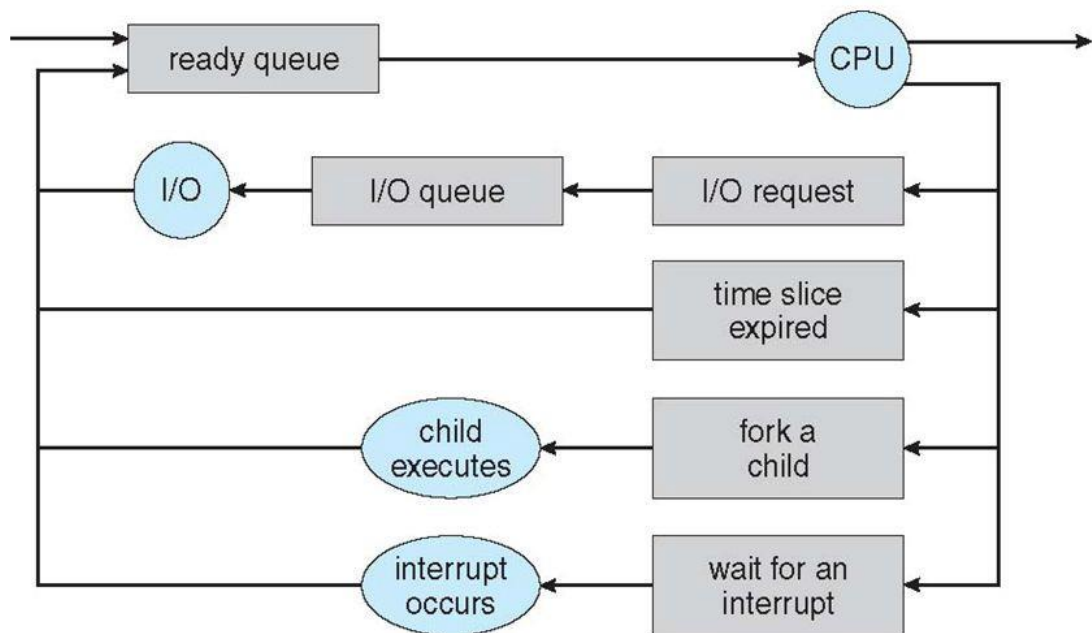 ready queue
CPU
I/O
I/O queue
I/O request
time slice
expired
child
executes
fork a
child
interrupt
occurs
wait for an
interrupt